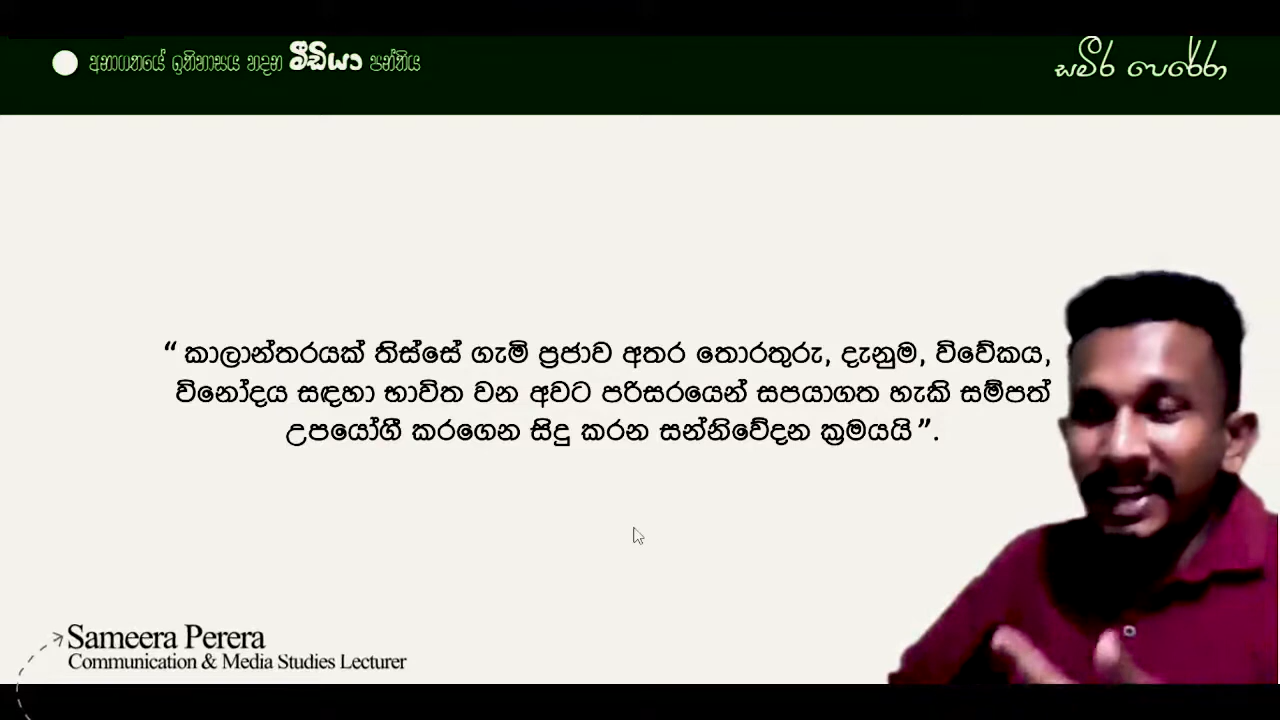 අනාගතයේ ඉතිහාසය හදන මීඩියා පන්තිය
සමීර පෙරේරා
“ කාලාන්තරයක් තිස්සේ ගැමි ප්‍රජාව අතර තොරතුරු, දැනුම, විවේකය,
විනෝදය සඳහා භාවිත වන අවට පරිසරයෙන් සපයාගත හැකි සම්පත්
උපයෝගී කරගෙන සිදු කරන සන්නිවේදන ක්‍රමයයි ”.
Sameera Perera
Communication & Media Studies Lecturer